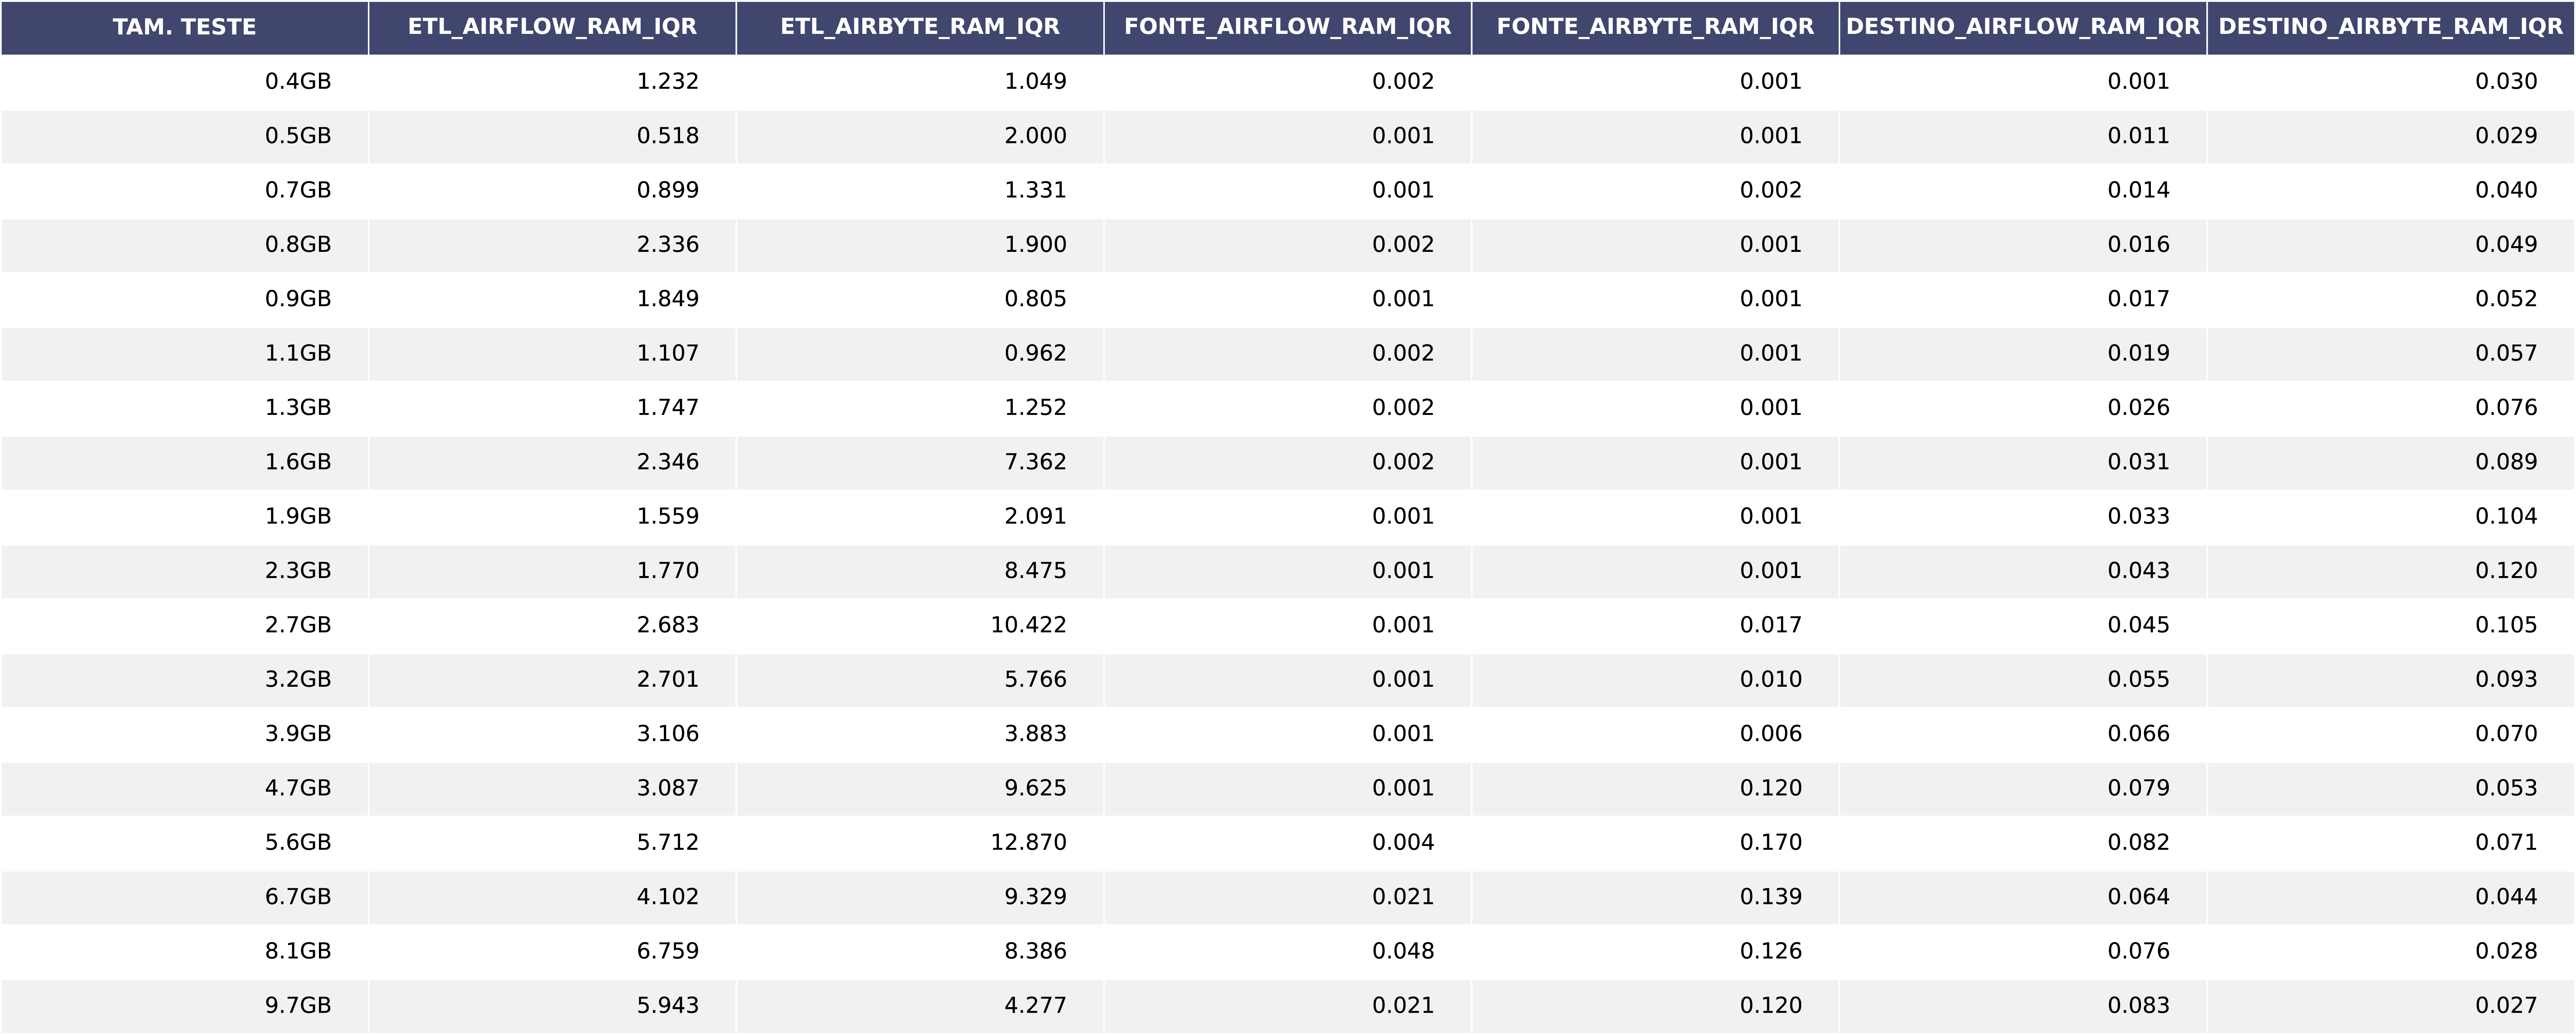 TAM. TESTE ETL_AIRFLOW_RAM_IQR ETL_AIRBYTE_RAM_IQR FONTE_AIRFLOW_RAM_IQR FONTE_AIRBYTE_RAM_IQR DESTINO_AIRFLOW_RAM_IQR DESTINO_AIRBYTE_RAM_IQR
0.4GB 1.232 1.049 0.002 0.001 0.001 0.030
0.5GB 0.518 2.000 0.001 0.001 0.011 0.029
0.7GB 0.899 1.331 0.001 0.002 0.014 0.040
0.8GB 2.336 1.900 0.002 0.001 0.016 0.049
0.9GB 1.849 0.805 0.001 0.001 0.017 0.052
1.1GB 1.107 0.962 0.002 0.001 0.019 0.057
1.3GB 1.747 1.252 0.002 0.001 0.026 0.076
1.6GB 2.346 7.362 0.002 0.001 0.031 0.089
1.9GB 1.559 2.091 0.001 0.001 0.033 0.104
2.3GB 1.770 8.475 0.001 0.001 0.043 0.120
2.7GB 2.683 10.422 0.001 0.017 0.045 0.105
3.2GB 2.701 5.766 0.001 0.010 0.055 0.093
3.9GB 3.106 3.883 0.001 0.006 0.066 0.070
4.7GB 3.087 9.625 0.001 0.120 0.079 0.053
5.6GB 5.712 12.870 0.004 0.170 0.082 0.071
6.7GB 4.102 9.329 0.021 0.139 0.064 0.044
8.1GB 6.759 8.386 0.048 0.126 0.076 0.028
9.7GB 5.943 4.277 0.021 0.120 0.083 0.027